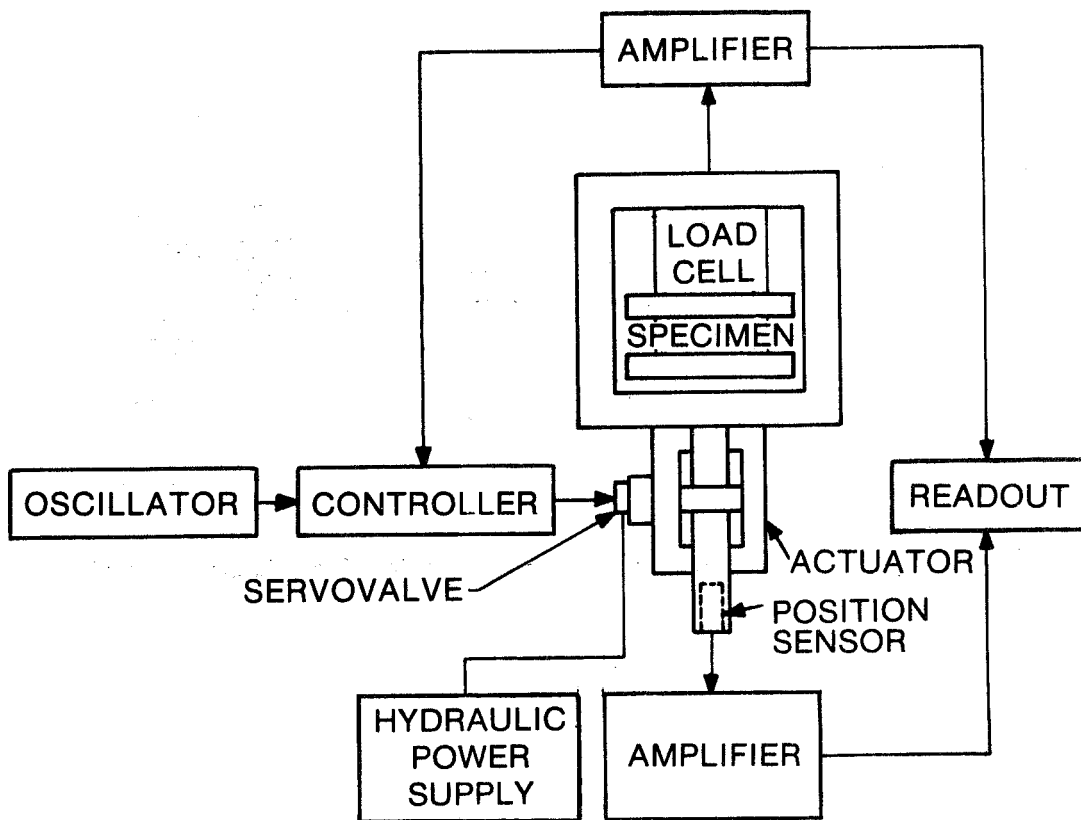 AMPLIFIER
LOAD
CELL
SPECIMEN
OSCILLATOR
CONTROLLER
READOUT
SERVOVALVE
ACTUATOR
POSITION
SENSOR
HYDRAULIC
POWER
SUPPLY
AMPLIFIER